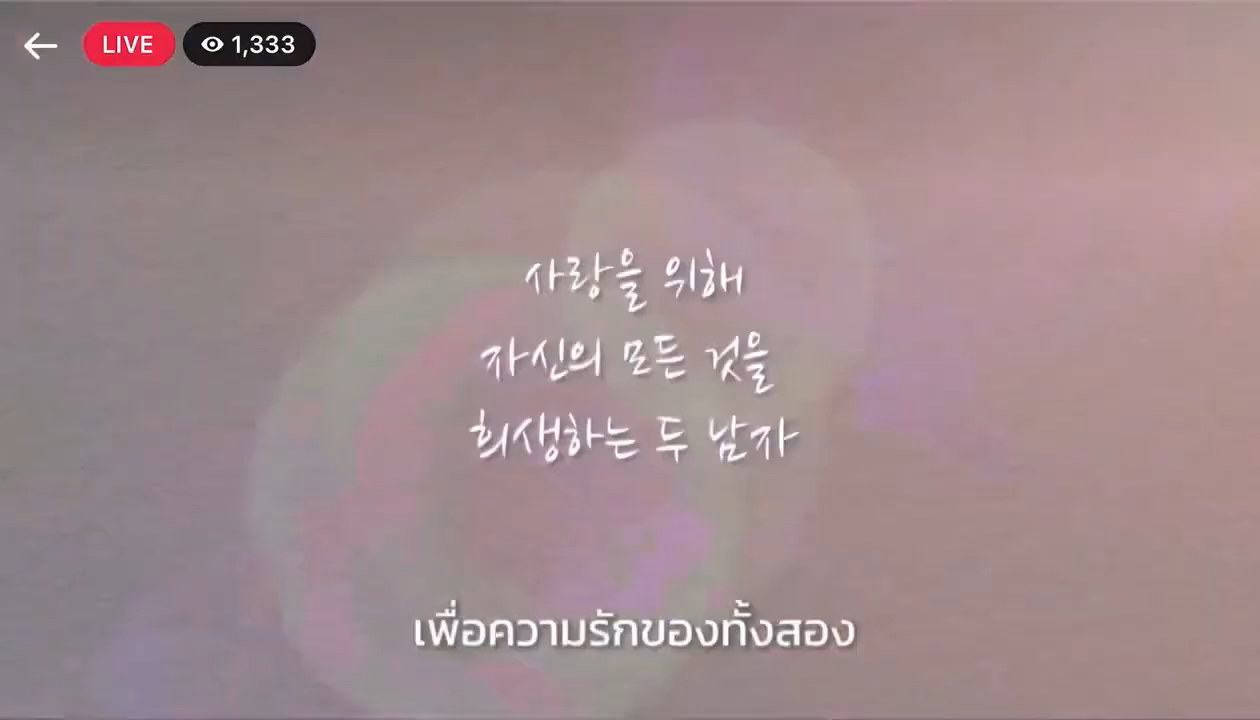 LIVE 1,333
사랑을 위해
자신의 모든 것을
희생하는 두 남자
เพื่อความรักของทั้งสอง